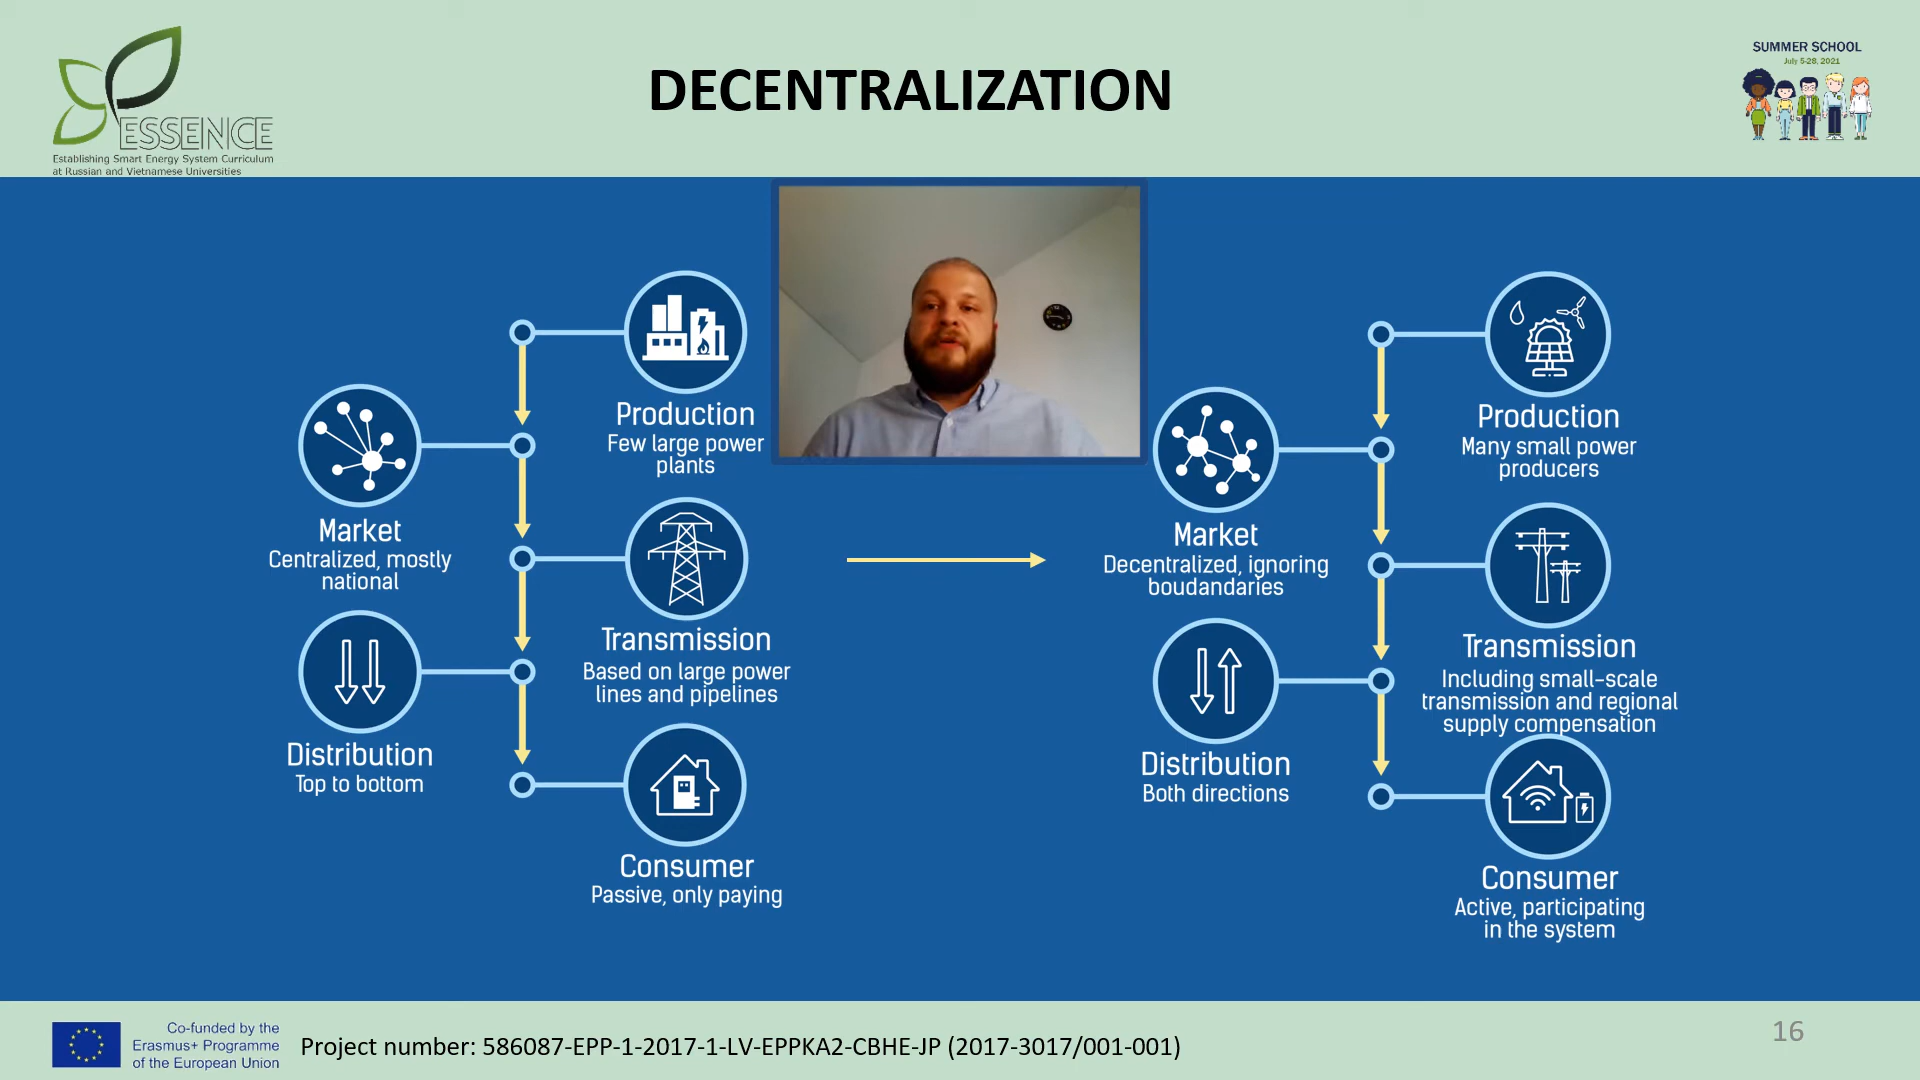 ESSENCE
Establishing Smart Energy System Curriculum
at Russian and Vietnamese Universities
DECENTRALIZATION
SUMMER SCHOOL
July 5-28, 2021
Production
Few large power
plants
Market
Centralized, mostly
national
Transmission
Based on large power
lines and pipelines
Distribution
Top to bottom
Consumer
Passive, only paying
Production
Many small power
producers
Market
Decentralized, ignoring
boudandaries
Transmission
Including small-scale
transmission and regional
supply compensation
Distribution
Both directions
Consumer
Active, participating
in the system
Co-funded by the
Erasmus+ Programme
of the European Union
Project number: 586087-EPP-1-2017-1-LV-EPPKA2-CBHE-JP (2017-3017/001-001)
16